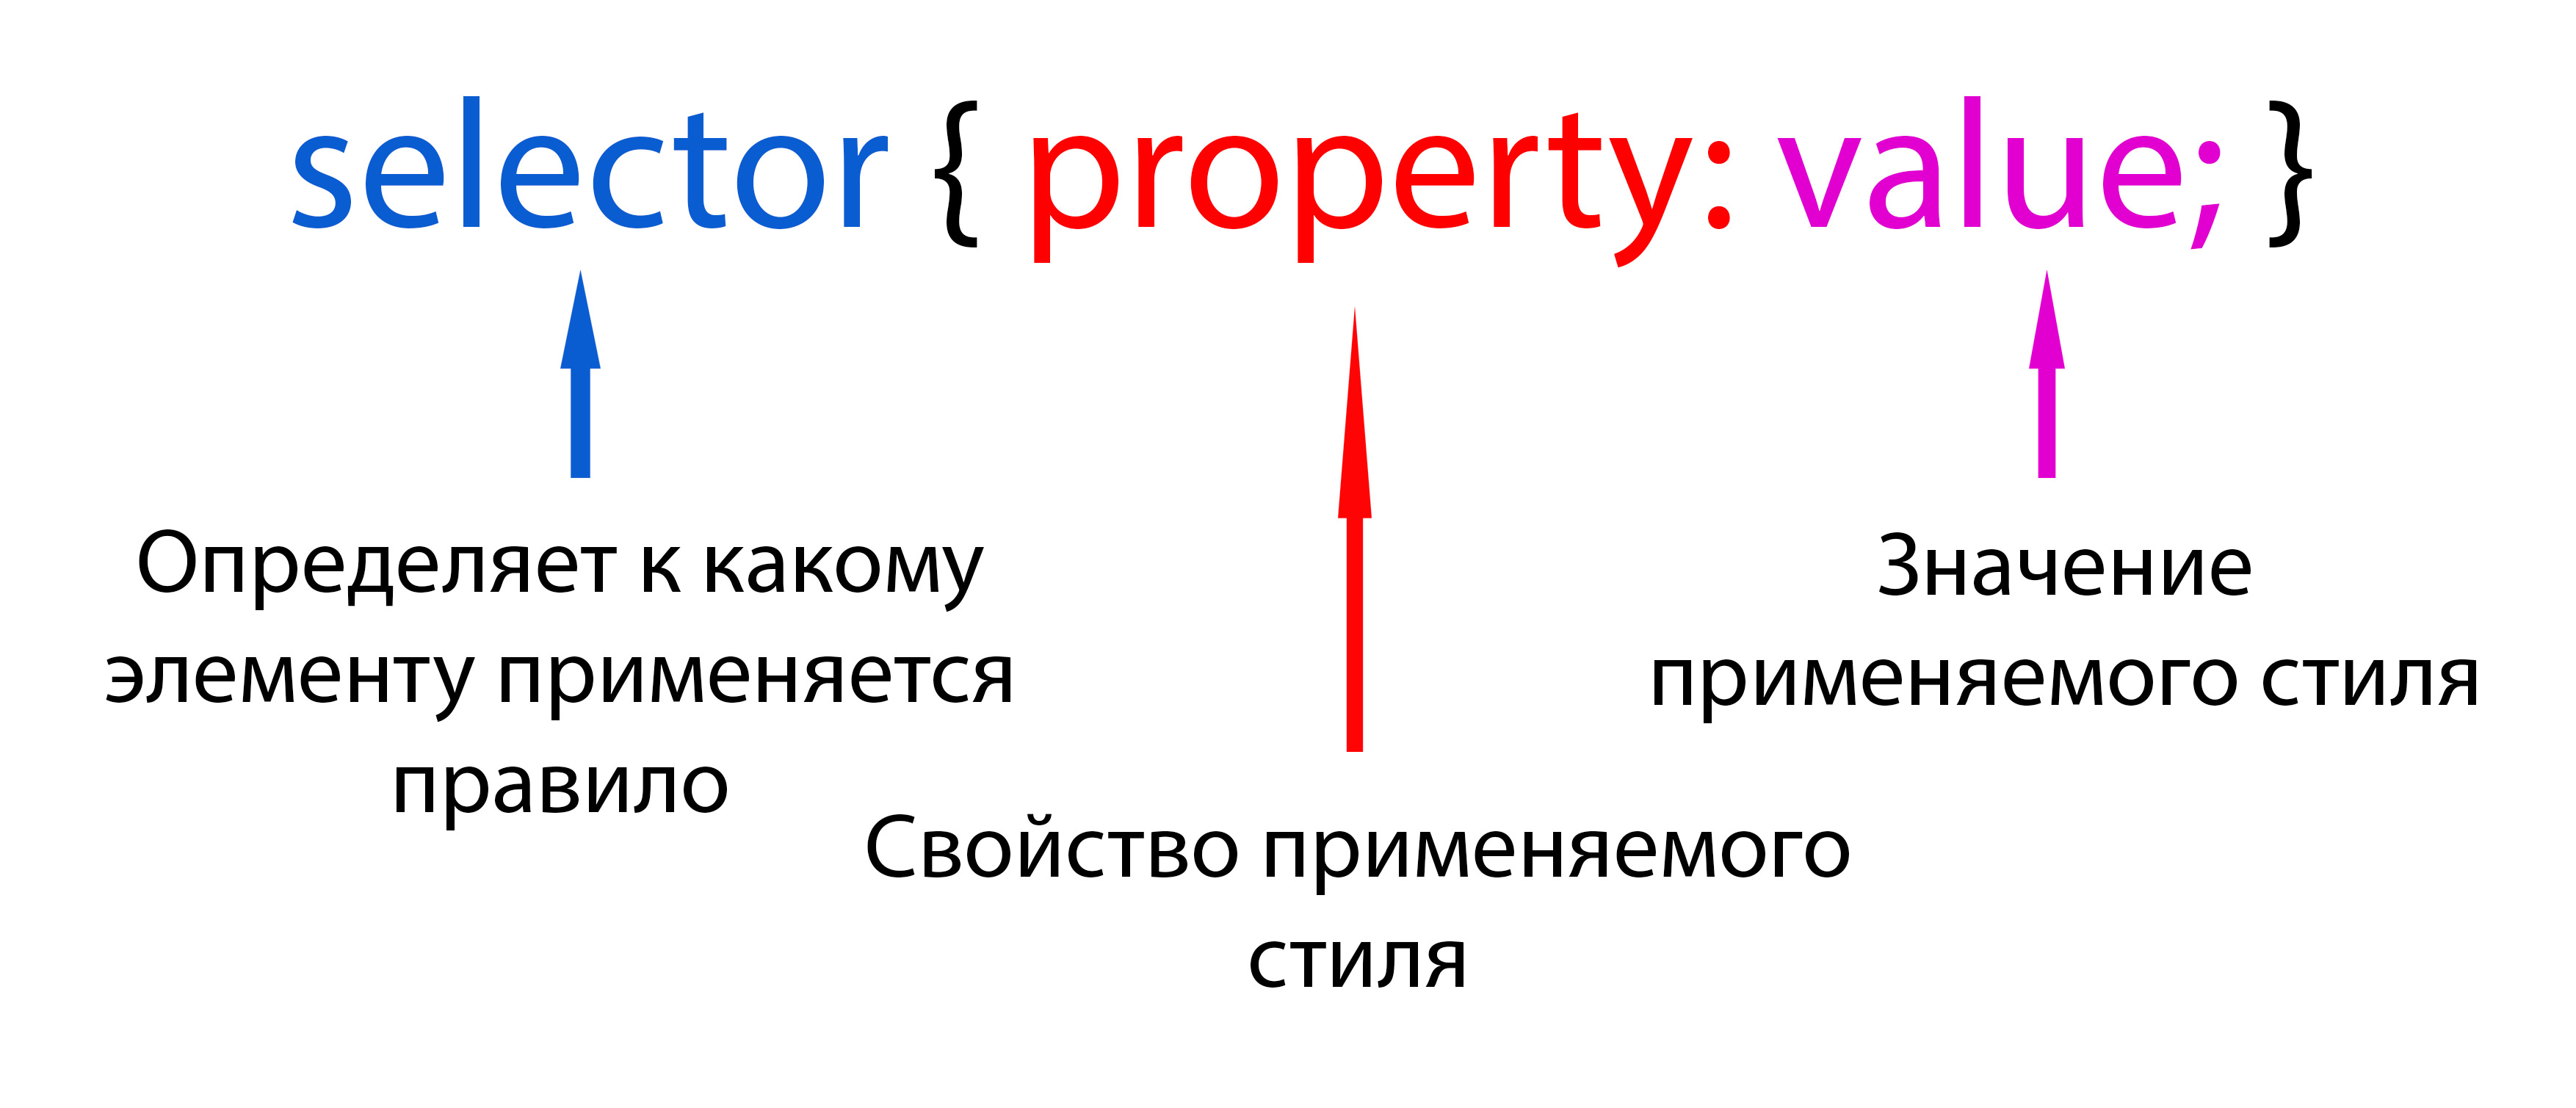 selector { property: value; }
Определяет к какому
элементу применяется
правило
Свойство применяемого
стиля
Значение
применяемого стиля